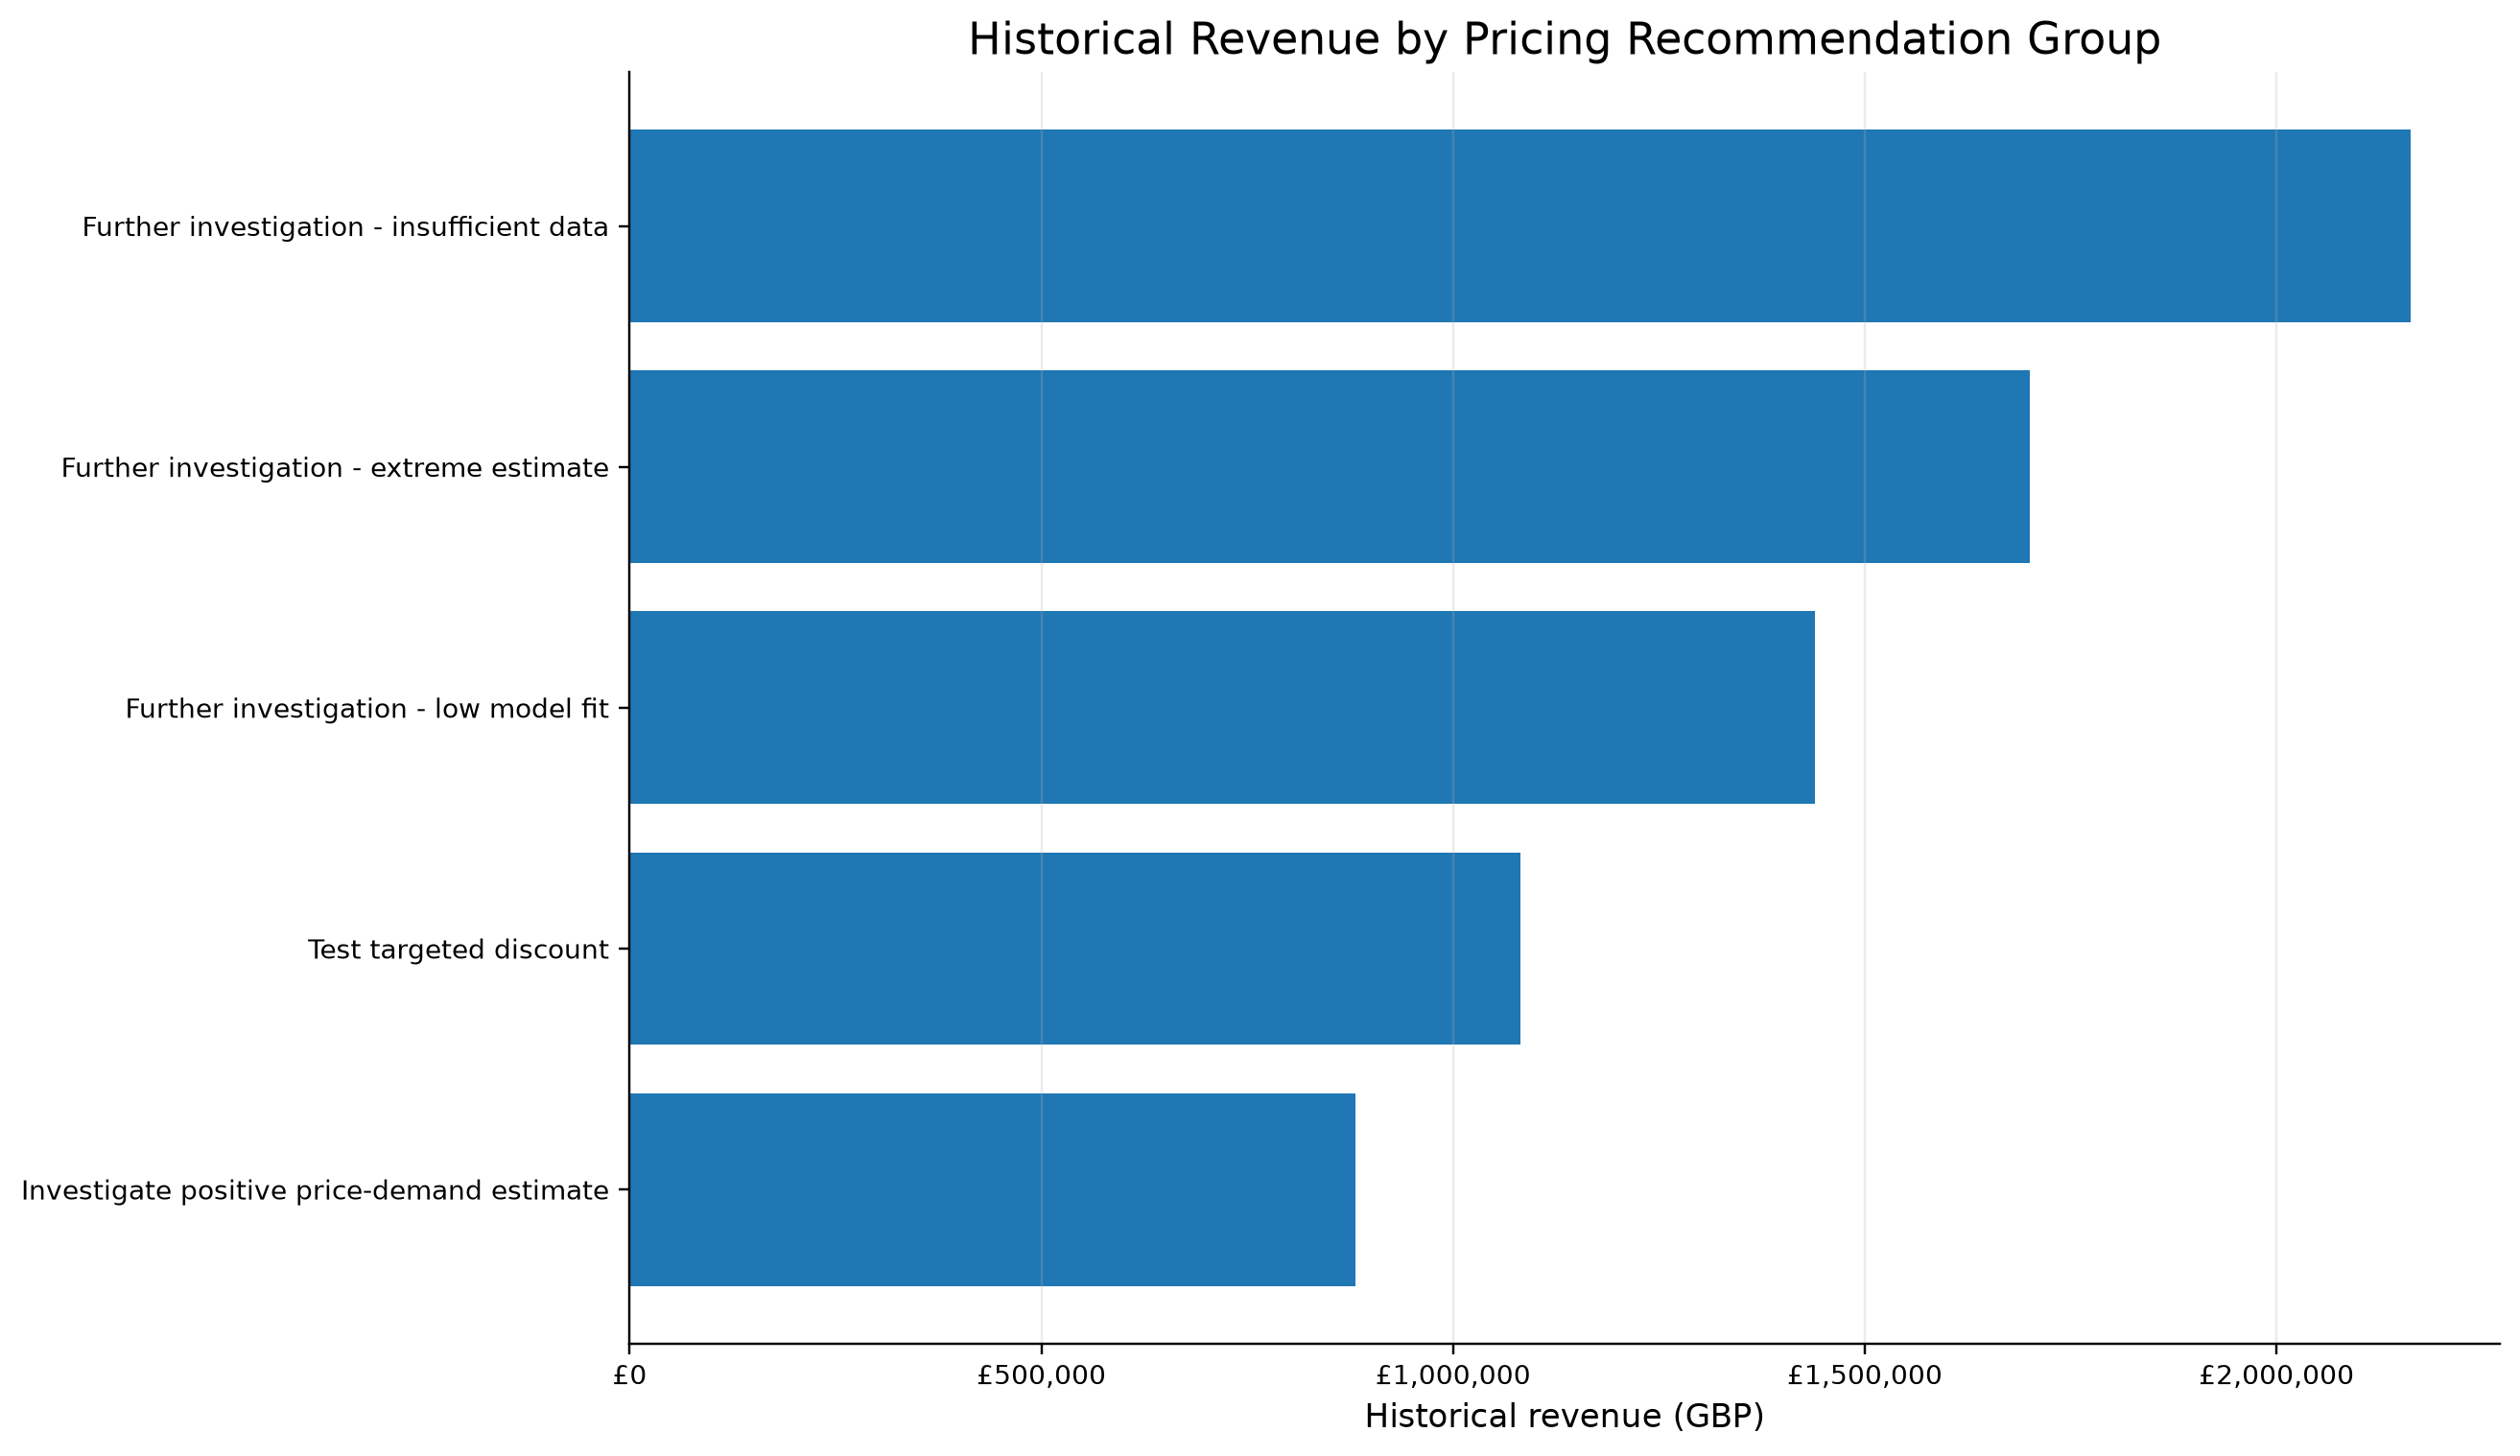 Historical Revenue by Pricing Recommendation Group
Further investigation - insufficient data
Further investigation - extreme estimate
Further investigation - low model fit
Test targeted discount
Investigate positive price-demand estimate
£0 £500,000 £1,000,000 £1,500,000 £2,000,000
Historical revenue (GBP)